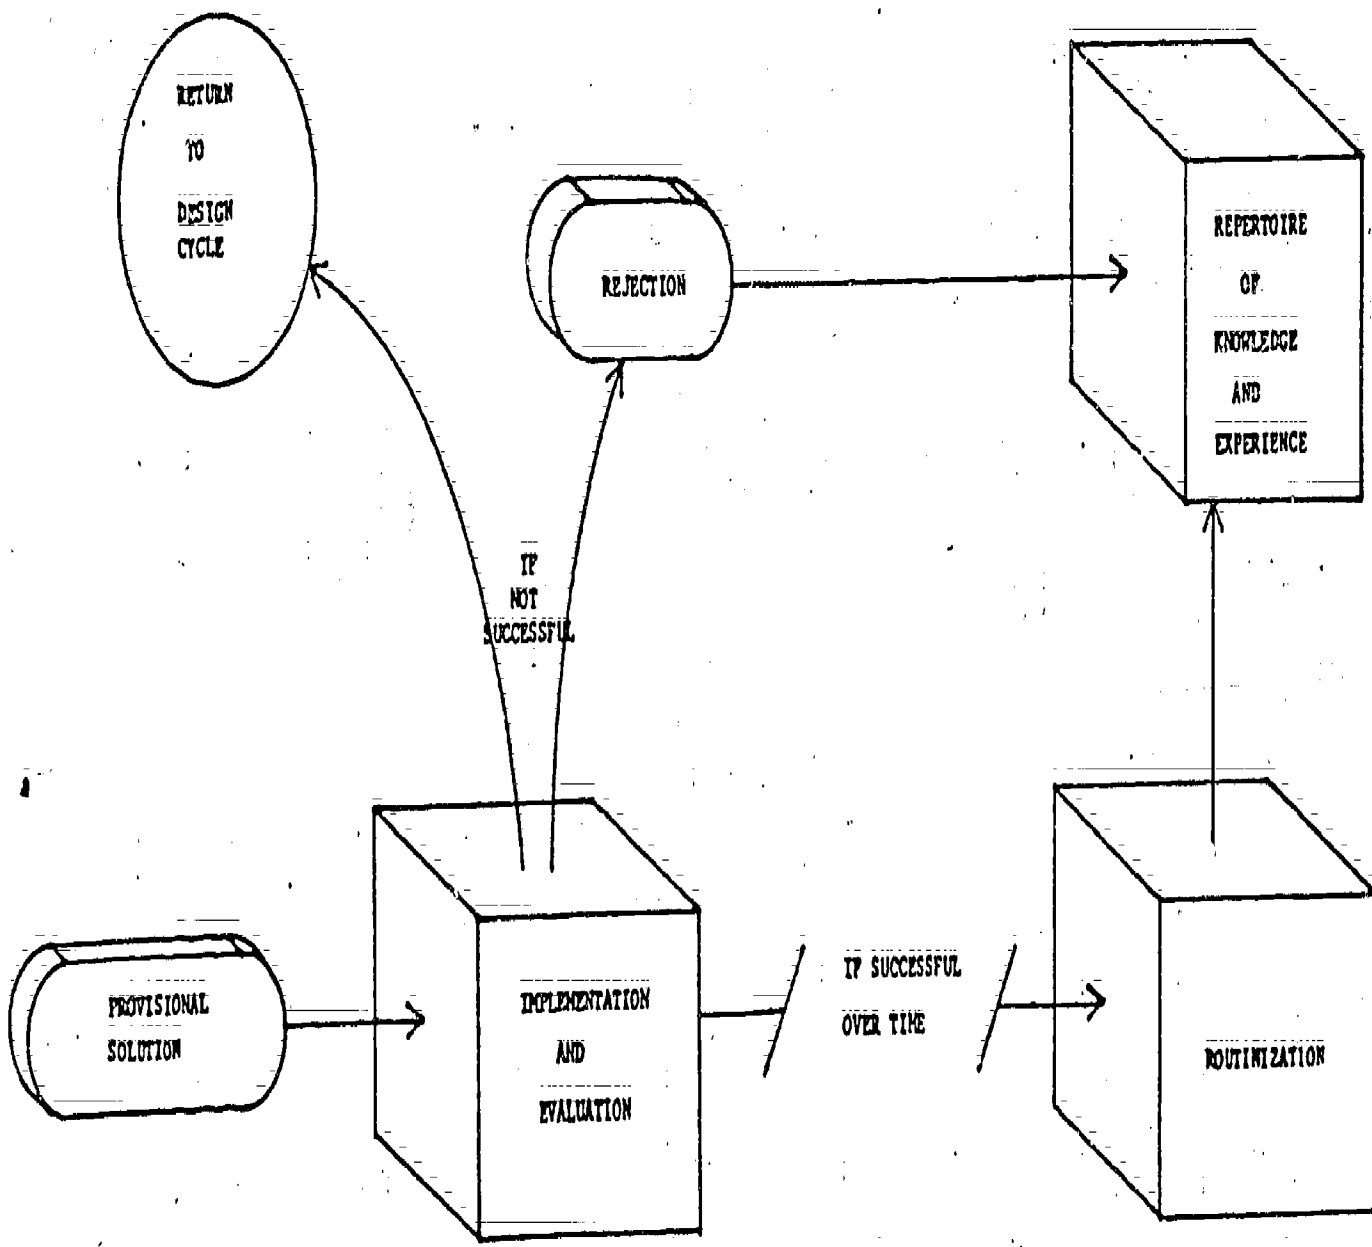 RETURN
TO
DESIGN
CYCLE
REJECTION
REPERTOIRE
OF
KNOWLEDGE
AND
EXPERIENCE
IF
NOT
SUCCESSFUL
PROVISIONAL
SOLUTION
IMPLEMENTATION
AND
EVALUATION
IF SUCCESSFUL
OVER TIME
ROUTINIZATION